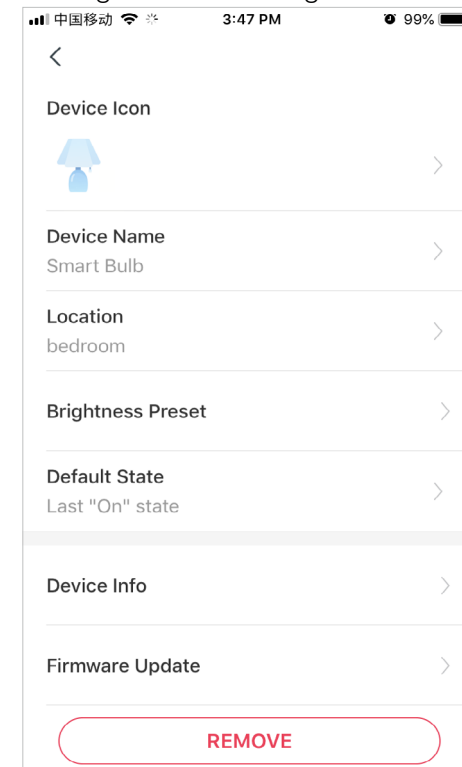 中国移动 3:47 PM 99%
Device Icon
Device Name
Smart Bulb
Location
bedroom
Brightness Preset
Default State
Last "On" state
Device Info
Firmware Update
REMOVE